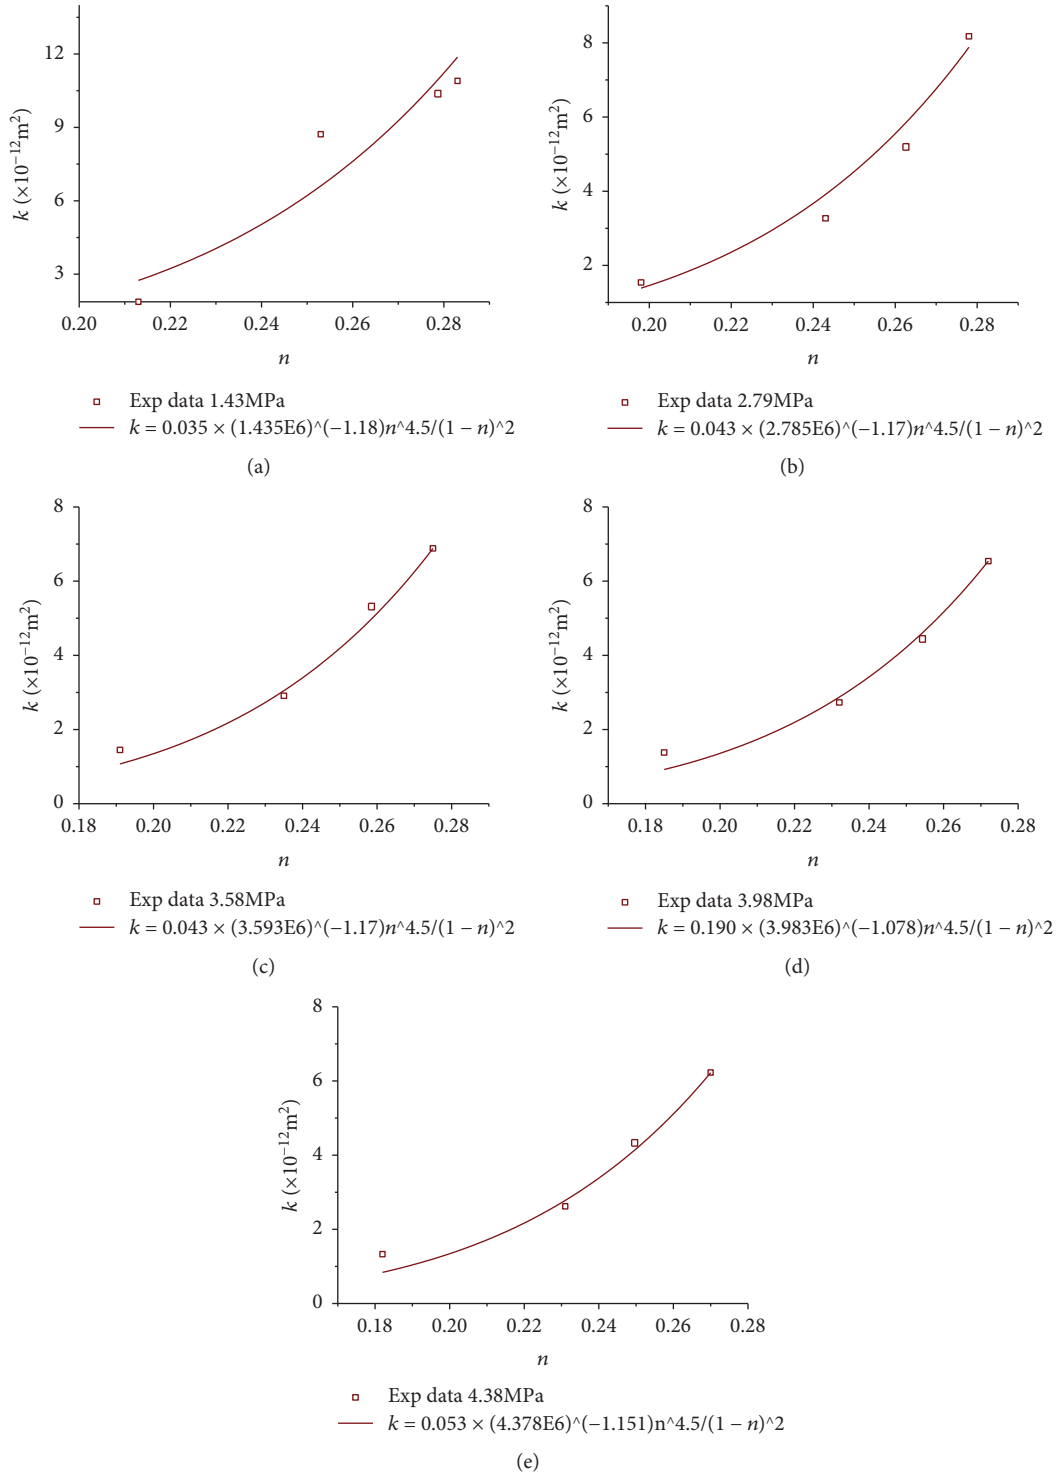 12
9
6
3
k (×10⁻¹²m²)
0.20 0.22 0.24 0.26 0.28
n
Exp data 1.43MPa
k = 0.035 × (1.435E6)^(−1.18)n^4.5/(1 − n)^2
(a)
8
6
4
2
k (×10⁻¹²m²)
0.20 0.22 0.24 0.26 0.28
n
Exp data 2.79MPa
k = 0.043 × (2.785E6)^(−1.17)n^4.5/(1 − n)^2
(b)
8
6
4
2
0
k (×10⁻¹²m²)
0.18 0.20 0.22 0.24 0.26 0.28
n
Exp data 3.58MPa
k = 0.043 × (3.593E6)^(−1.17)n^4.5/(1 − n)^2
(c)
8
6
4
2
0
k (×10⁻¹²m²)
0.18 0.20 0.22 0.24 0.26 0.28
n
Exp data 3.98MPa
k = 0.190 × (3.983E6)^(−1.078)n^4.5/(1 − n)^2
(d)
8
6
4
2
0
k (×10⁻¹²m²)
0.18 0.20 0.22 0.24 0.26 0.28
n
Exp data 4.38MPa
k = 0.053 × (4.378E6)^(−1.151)n^4.5/(1 − n)^2
(e)